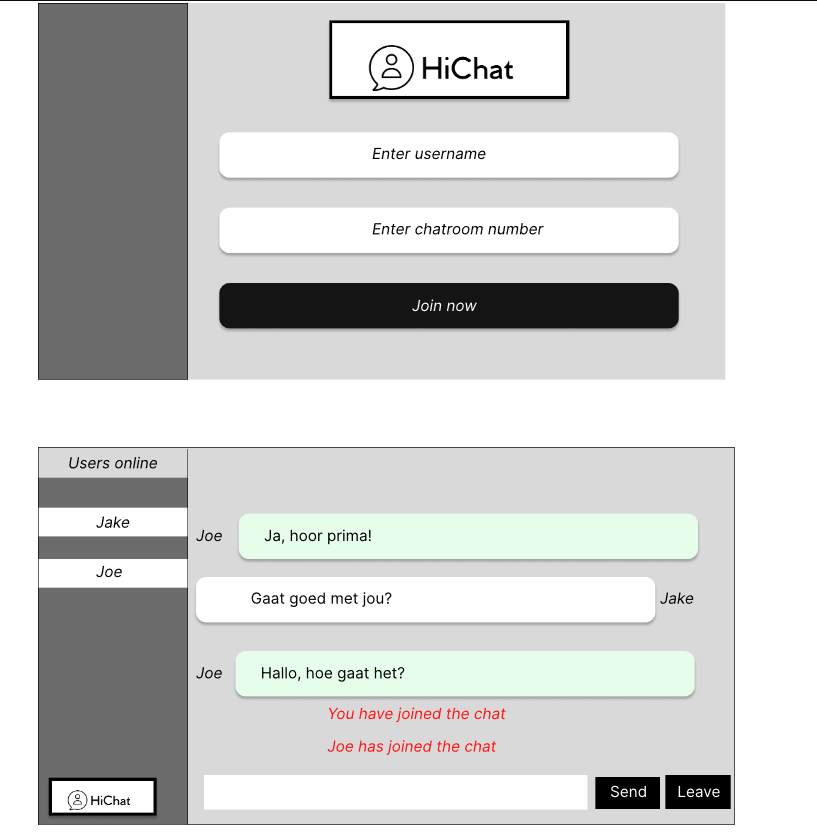 HiChat
Enter username
Enter chatroom number
Join now
Users online
Jake
Joe
Joe Ja, hoor prima!
Gaat goed met jou? Jake
Joe Hallo, hoe gaat het?
You have joined the chat
Joe has joined the chat
Send Leave
HiChat